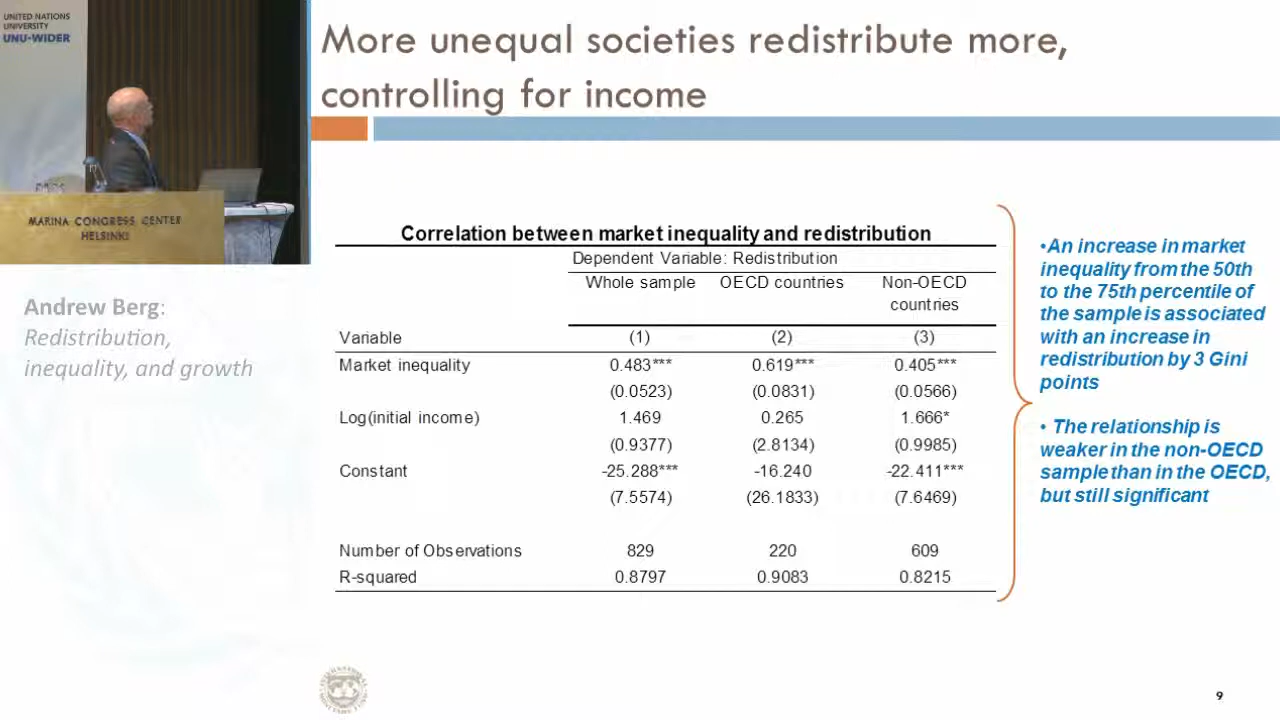 UNITED NATIONS
UNIVERSITY
UNU-WIDER
MARINA CONGRESS CENTER
HELSINKI
Andrew Berg:
Redistribution,
inequality, and growth
More unequal societies redistribute more,
controlling for income
Correlation between market inequality and redistribution
Dependent Variable: Redistribution
Whole sample OECD countries Non-OECD
countries
Variable (1) (2) (3)
Market inequality 0.483*** 0.619*** 0.405***
(0.0523) (0.0831) (0.0566)
Log(initial income) 1.469 0.265 1.666*
(0.9377) (2.8134) (0.9985)
Constant -25.288*** -16.240 -22.411***
(7.5574) (26.1833) (7.6469)
Number of Observations 829 220 609
R-squared 0.8797 0.9083 0.8215
•An increase in market
inequality from the 50th
to the 75th percentile of
the sample is associated
with an increase in
redistribution by 3 Gini
points
• The relationship is
weaker in the non-OECD
sample than in the OECD,
but still significant
INTERNATIONAL
MONETARY FUND
9